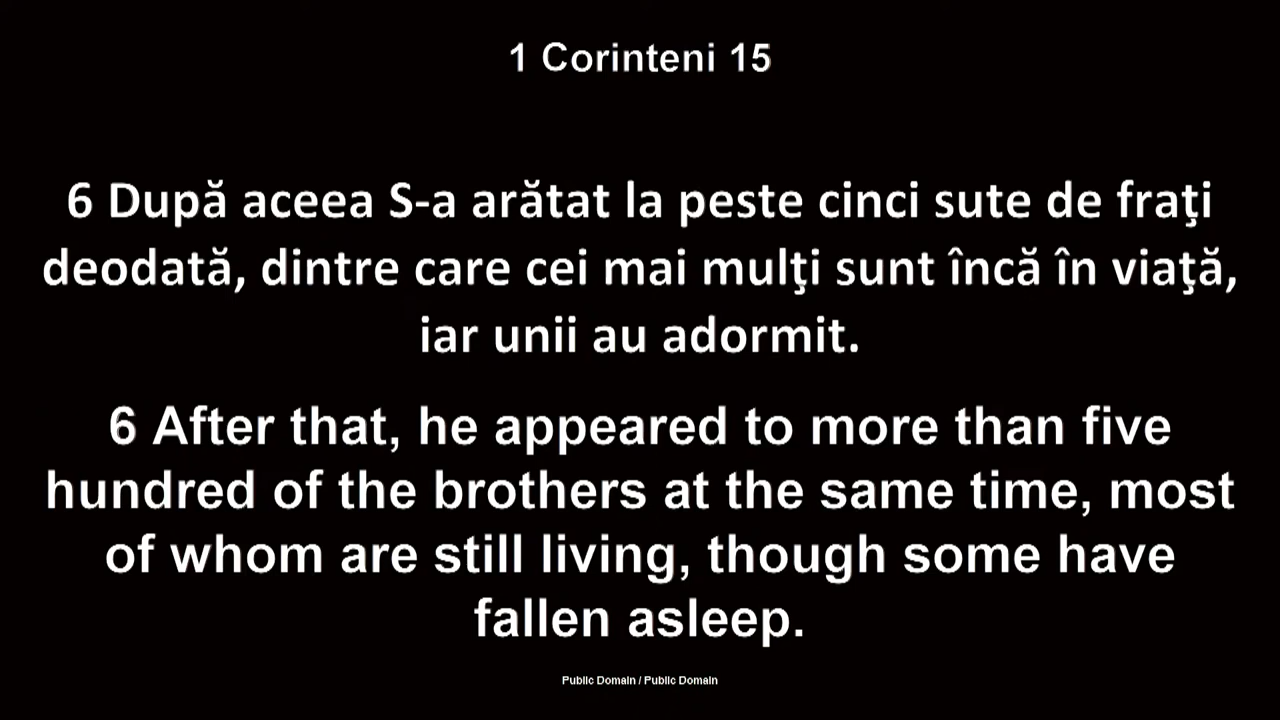 1 Corinteni 15
6 După aceea S-a arătat la peste cinci sute de fraţi
deodată, dintre care cei mai mulţi sunt încă în viaţă,
iar unii au adormit.
6 After that, he appeared to more than five
hundred of the brothers at the same time, most
of whom are still living, though some have
fallen asleep.
Public Domain / Public Domain